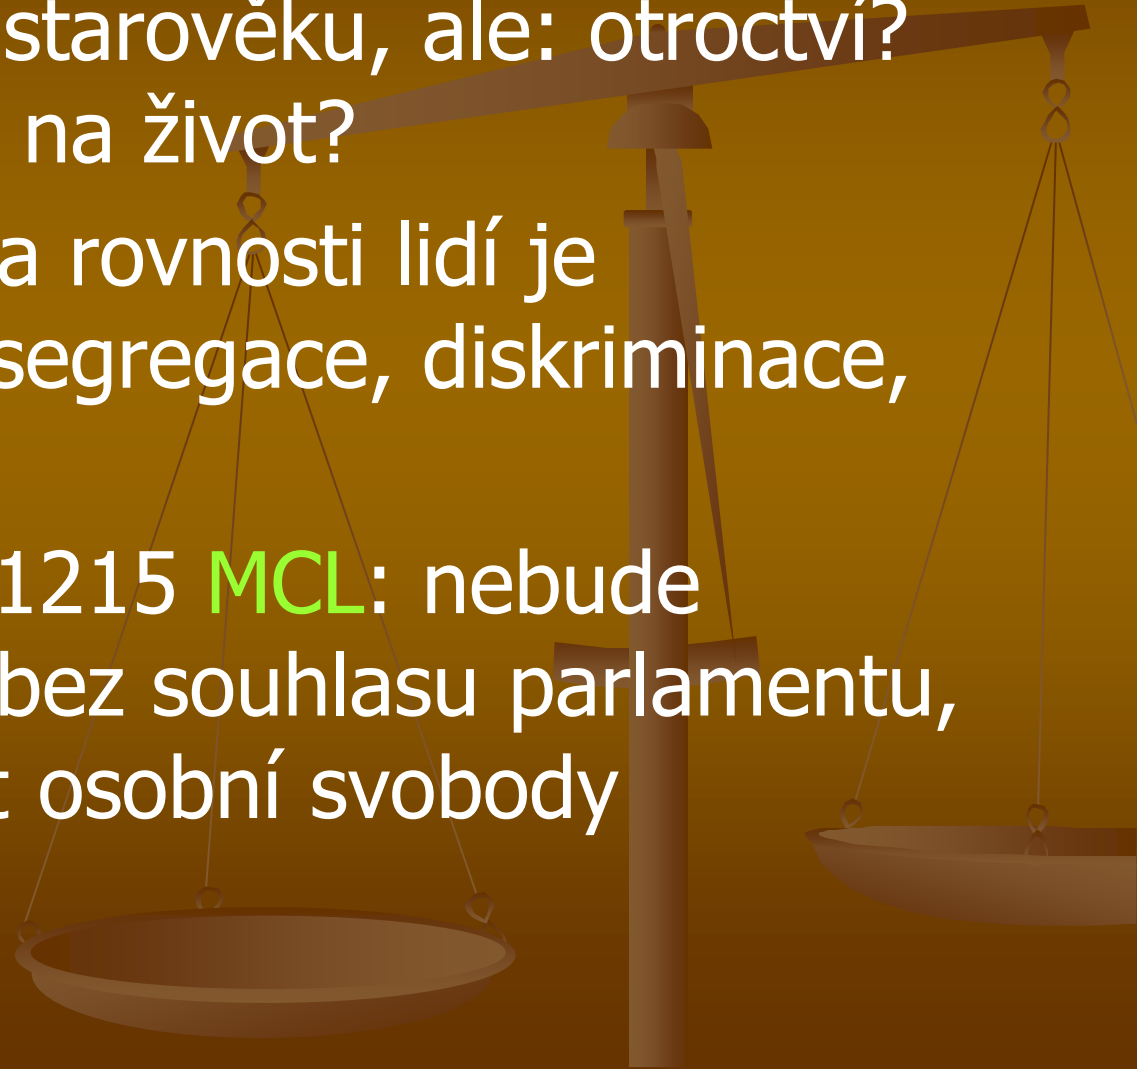 starověku, ale: otroctví?
na život?
a rovnosti lidí je
segregace, diskriminace,
1215 MCL: nebude
bez souhlasu parlamentu,
osobní svobody